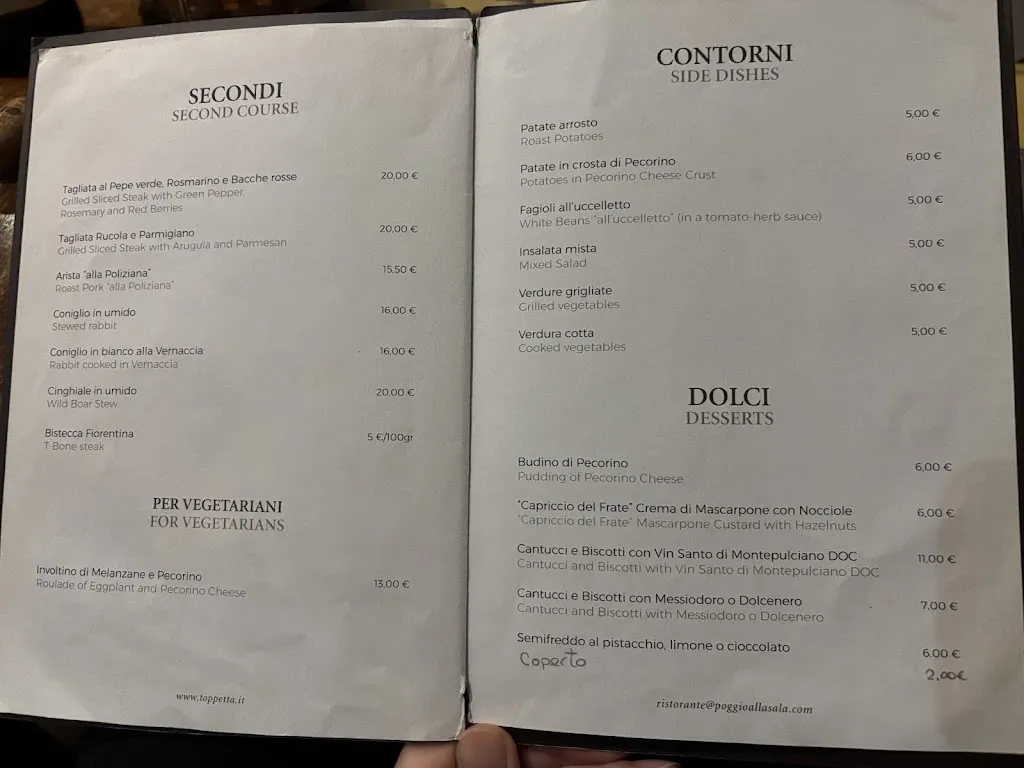 SECONDI
SECOND COURSE
Tagliata al Pepe verde, Rosmarino e Bacche rosse 20,00 €
Grilled Sliced Steak with Green Pepper,
Rosemary and Red Berries
Tagliata Rucola e Parmigiano 20,00 €
Grilled Sliced Steak with Arugula and Parmesan
Arista "alla Poliziana" 15,50 €
Roast Pork "alla Poliziana"
Coniglio in umido 16,00 €
Stewed rabbit
Coniglio in bianco alla Vernaccia 16,00 €
Rabbit cooked in Vernaccia
Cinghiale in umido 20,00 €
Wild Boar Stew
Bistecca Fiorentina 5 €/100gr
T-Bone steak
PER VEGETARIANI
FOR VEGETARIANS
Involtino di Melanzane e Pecorino 13,00 €
Roulade of Eggplant and Pecorino Cheese
www.toppetta.it
CONTORNI
SIDE DISHES
Patate arrosto 5,00 €
Roast Potatoes
Patate in crosta di Pecorino 6,00 €
Potatoes in Pecorino Cheese Crust
Fagioli all'uccelletto 5,00 €
White Beans "all'uccelletto" (in a tomato-herb sauce)
Insalata mista 5,00 €
Mixed Salad
Verdure grigliate 5,00 €
Grilled vegetables
Verdura cotta 5,00 €
Cooked vegetables
DOLCI
DESSERTS
Budino di Pecorino 6,00 €
Pudding of Pecorino Cheese
"Capriccio del Frate" Crema di Mascarpone con Nocciole 6,00 €
"Capriccio del Frate" Mascarpone Custard with Hazelnuts
Cantucci e Biscotti con Vin Santo di Montepulciano DOC 11,00 €
Cantucci and Biscotti with Vin Santo di Montepulciano DOC
Cantucci e Biscotti con Messiodoro o Dolcenero 7,00 €
Cantucci and Biscotti with Messiodoro o Dolcenero
Semifreddo al pistacchio, limone o cioccolato 6,00 €
Coperto 2,00€
ristorante@poggioallasala.com